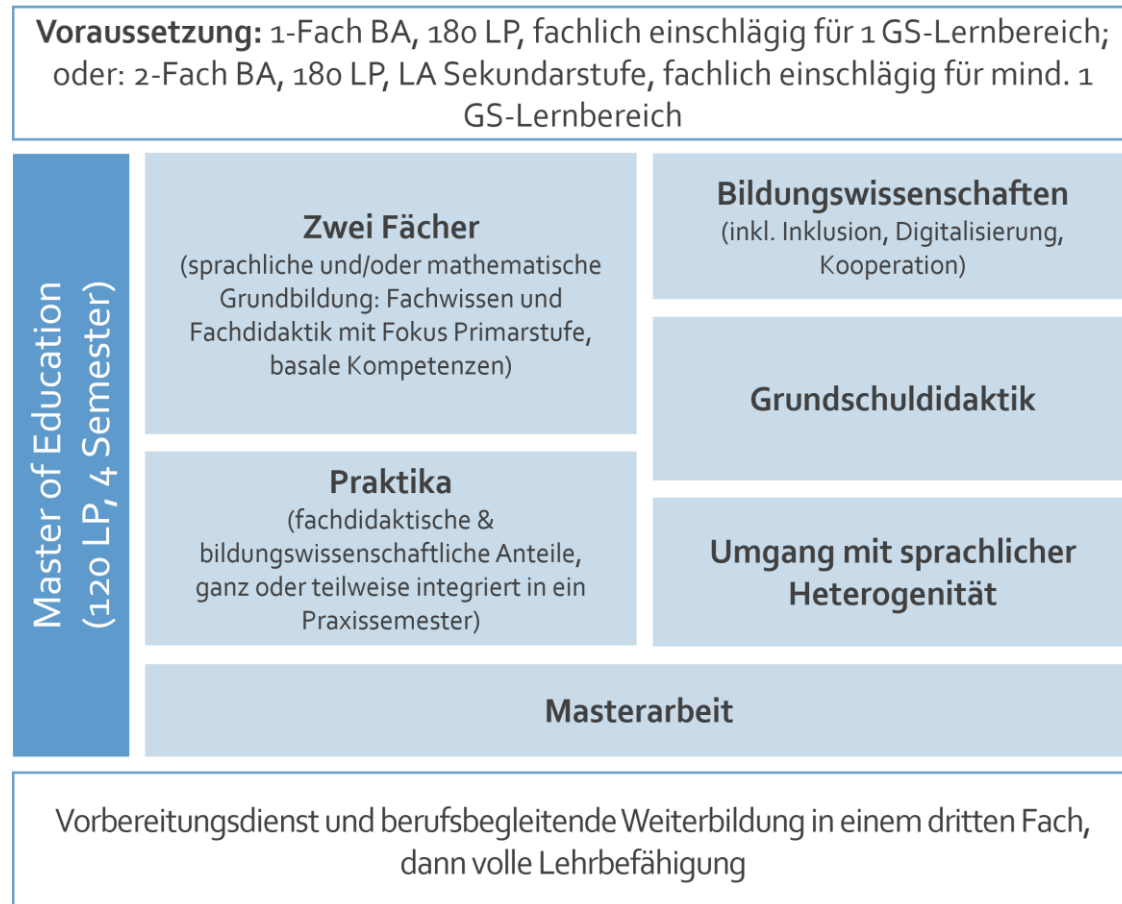 Voraussetzung: 1-Fach BA, 180 LP, fachlich einschlägig für 1 GS-Lernbereich;
oder: 2-Fach BA, 180 LP, LA Sekundarstufe, fachlich einschlägig für mind. 1
GS-Lernbereich
Master of Education
(120 LP, 4 Semester)
Zwei Fächer
(sprachliche und/oder mathematische
Grundbildung: Fachwissen und
Fachdidaktik mit Fokus Primarstufe,
basale Kompetenzen)
Bildungswissenschaften
(inkl. Inklusion, Digitalisierung,
Kooperation)
Grundschuldidaktik
Praktika
(fachdidaktische &
bildungswissenschaftliche Anteile,
ganz oder teilweise integriert in ein
Praxissemester)
Umgang mit sprachlicher
Heterogenität
Masterarbeit
Vorbereitungsdienst und berufsbegleitende Weiterbildung in einem dritten Fach,
dann volle Lehrbefähigung